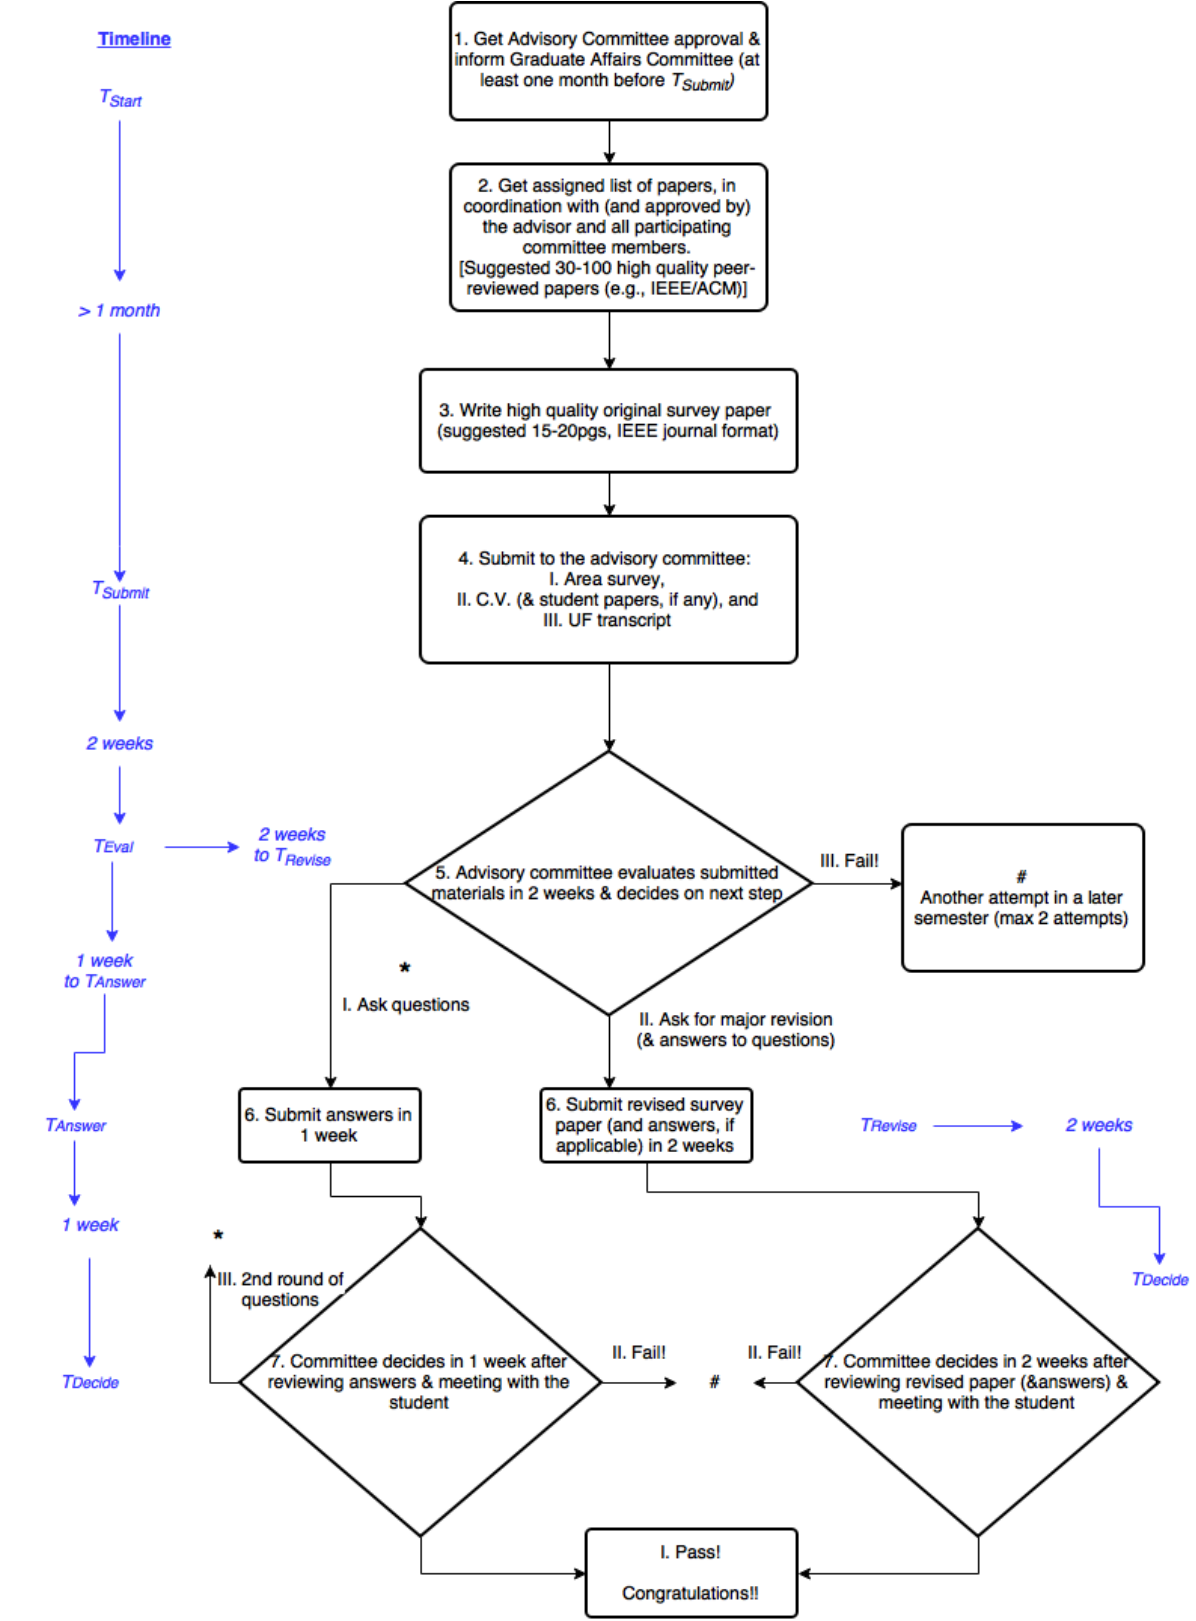 Timeline
1. Get Advisory Committee approval &
inform Graduate Affairs Committee (at
least one month before TSubmit)
TStart
2. Get assigned list of papers, in
coordination with (and approved by)
the advisor and all participating
committee members.
[Suggested 30-100 high quality peer-
reviewed papers (e.g., IEEE/ACM)]
> 1 month
3. Write high quality original survey paper
(suggested 15-20pgs, IEEE journal format)
4. Submit to the advisory committee:
I. Area survey,
II. C.V. (& student papers, if any), and
III. UF transcript
TSubmit
2 weeks
TEval
2 weeks
to TRevise
5. Advisory committee evaluates submitted
materials in 2 weeks & decides on next step
III. Fail!
#
Another attempt in a later
semester (max 2 attempts)
1 week
to TAnswer
*
I. Ask questions
II. Ask for major revision
(& answers to questions)
TAnswer
6. Submit answers in
1 week
6. Submit revised survey
paper (and answers, if
applicable) in 2 weeks
TRevise
2 weeks
1 week
*
III. 2nd round of
questions
TDecide
TDecide
7. Committee decides in 1 week after
reviewing answers & meeting with the
student
II. Fail!
#
II. Fail!
7. Committee decides in 2 weeks after
reviewing revised paper (&answers) &
meeting with the student
I. Pass!
Congratulations!!